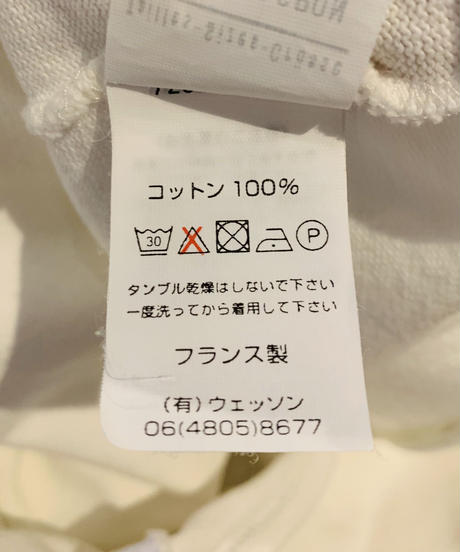 コットン 100%
30 P
タンブル乾燥はしないで下さい
一度洗ってから着用して下さい
フランス製
(有) ウェッソン
06(4805)8677